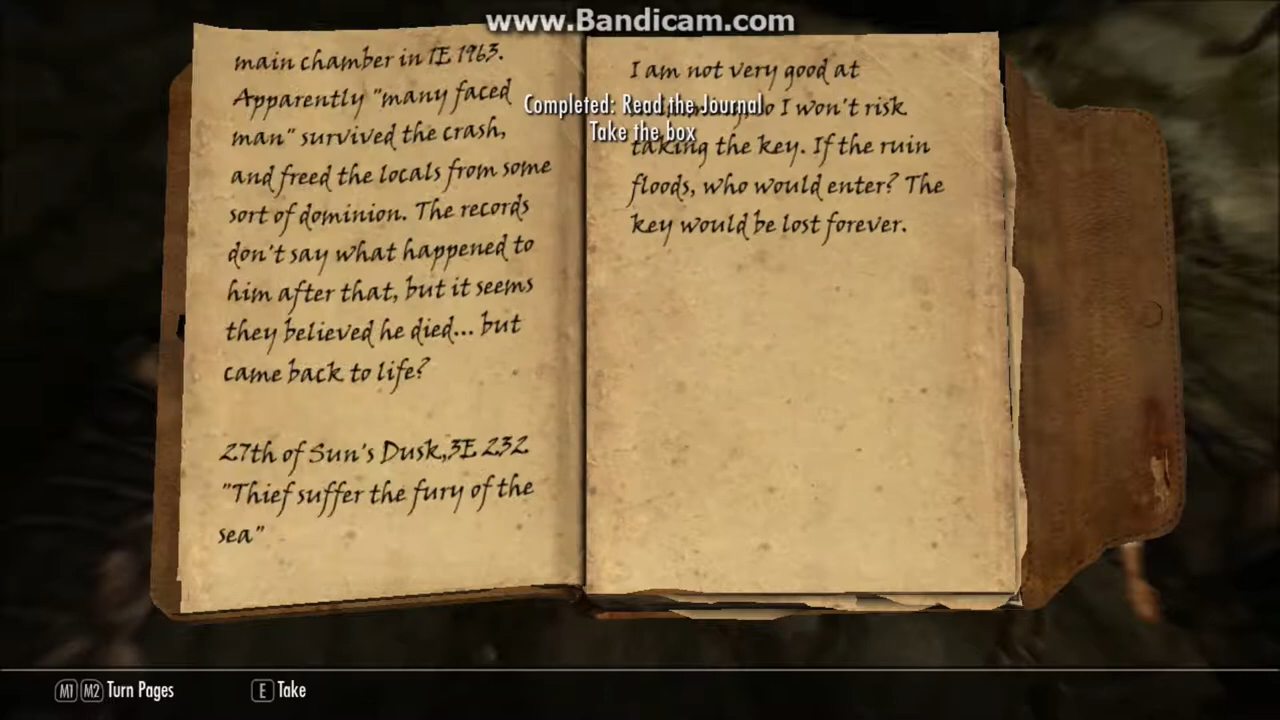 www.Bandicam.com
main chamber in 1E 1963.
Apparently "many faced
man" survived the crash,
and freed the locals from some
sort of dominion. The records
don't say what happened to
him after that, but it seems
they believed he died... but
came back to life?
27th of Sun's Dusk,3E 232
"Thief suffer the fury of the
sea"
I am not very good at
I won't risk
taking the key. If the ruin
floods, who would enter? The
key would be lost forever.
Completed: Read the Journal
Take the box
M1 M2 Turn Pages
E Take